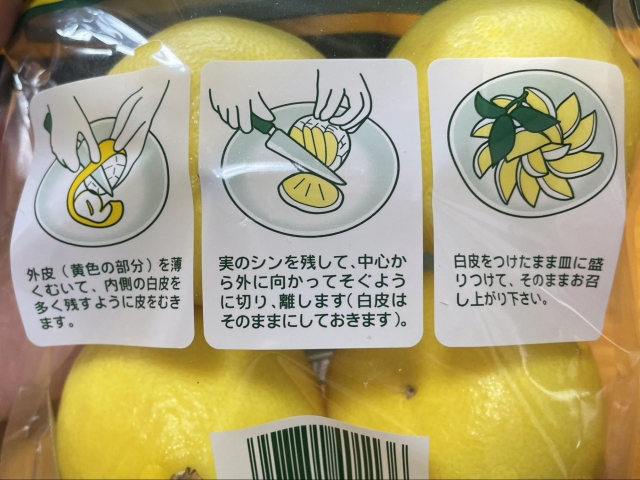 外皮(黄色の部分)を薄
くむいて、内側の白皮を
多く残すように皮をむき
ます。
実のシンを残して、中心か
ら外に向かってそぐよう
に切り、離します(白皮は
そのままにしておきます)。
白皮をつけたまま皿に盛
りつけて、そのままお召
し上がり下さい。